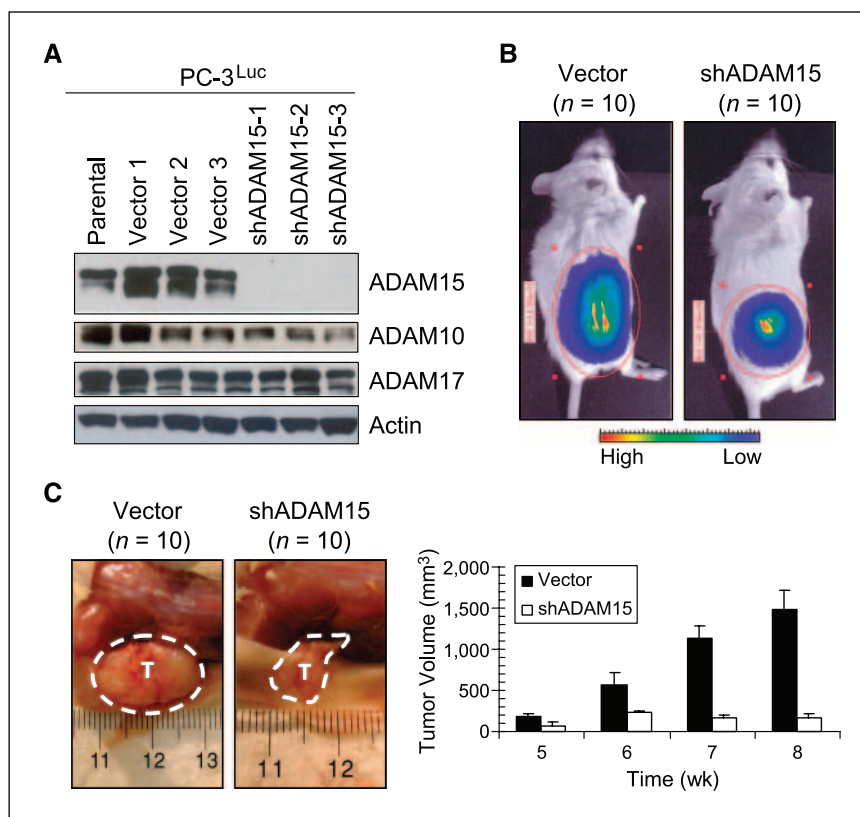 A
PC-3Luc
Parental
Vector 1
Vector 2
Vector 3
shADAM15-1
shADAM15-2
shADAM15-3
ADAM15
ADAM10
ADAM17
Actin
B
Vector
(n = 10)
shADAM15
(n = 10)
High
Low
C
Vector
(n = 10)
shADAM15
(n = 10)
T
11 12 13
T
11 12
Tumor Volume (mm3)
2,000
1,500
1,000
500
0
Vector
shADAM15
5 6 7 8
Time (wk)